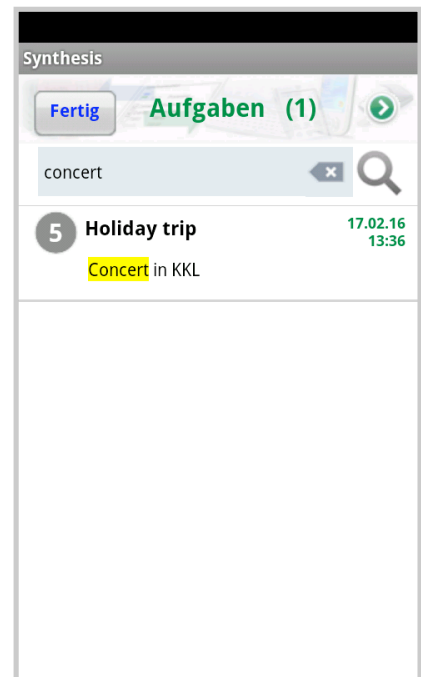 Synthesis
Fertig Aufgaben (1)
concert
5 Holiday trip 17.02.16
13:36
Concert in KKL